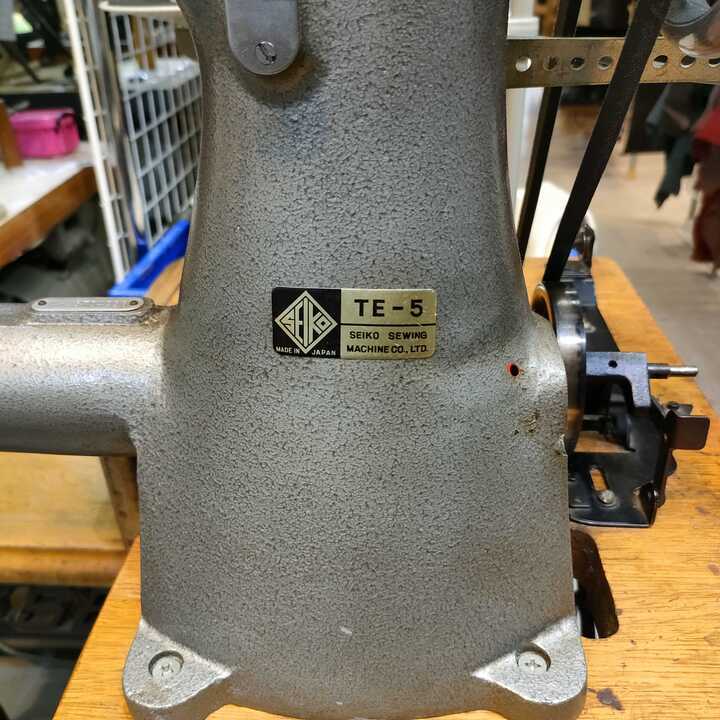 SEIKO
MADE IN JAPAN
TE-5
SEIKO SEWING
MACHINE CO., LTD.